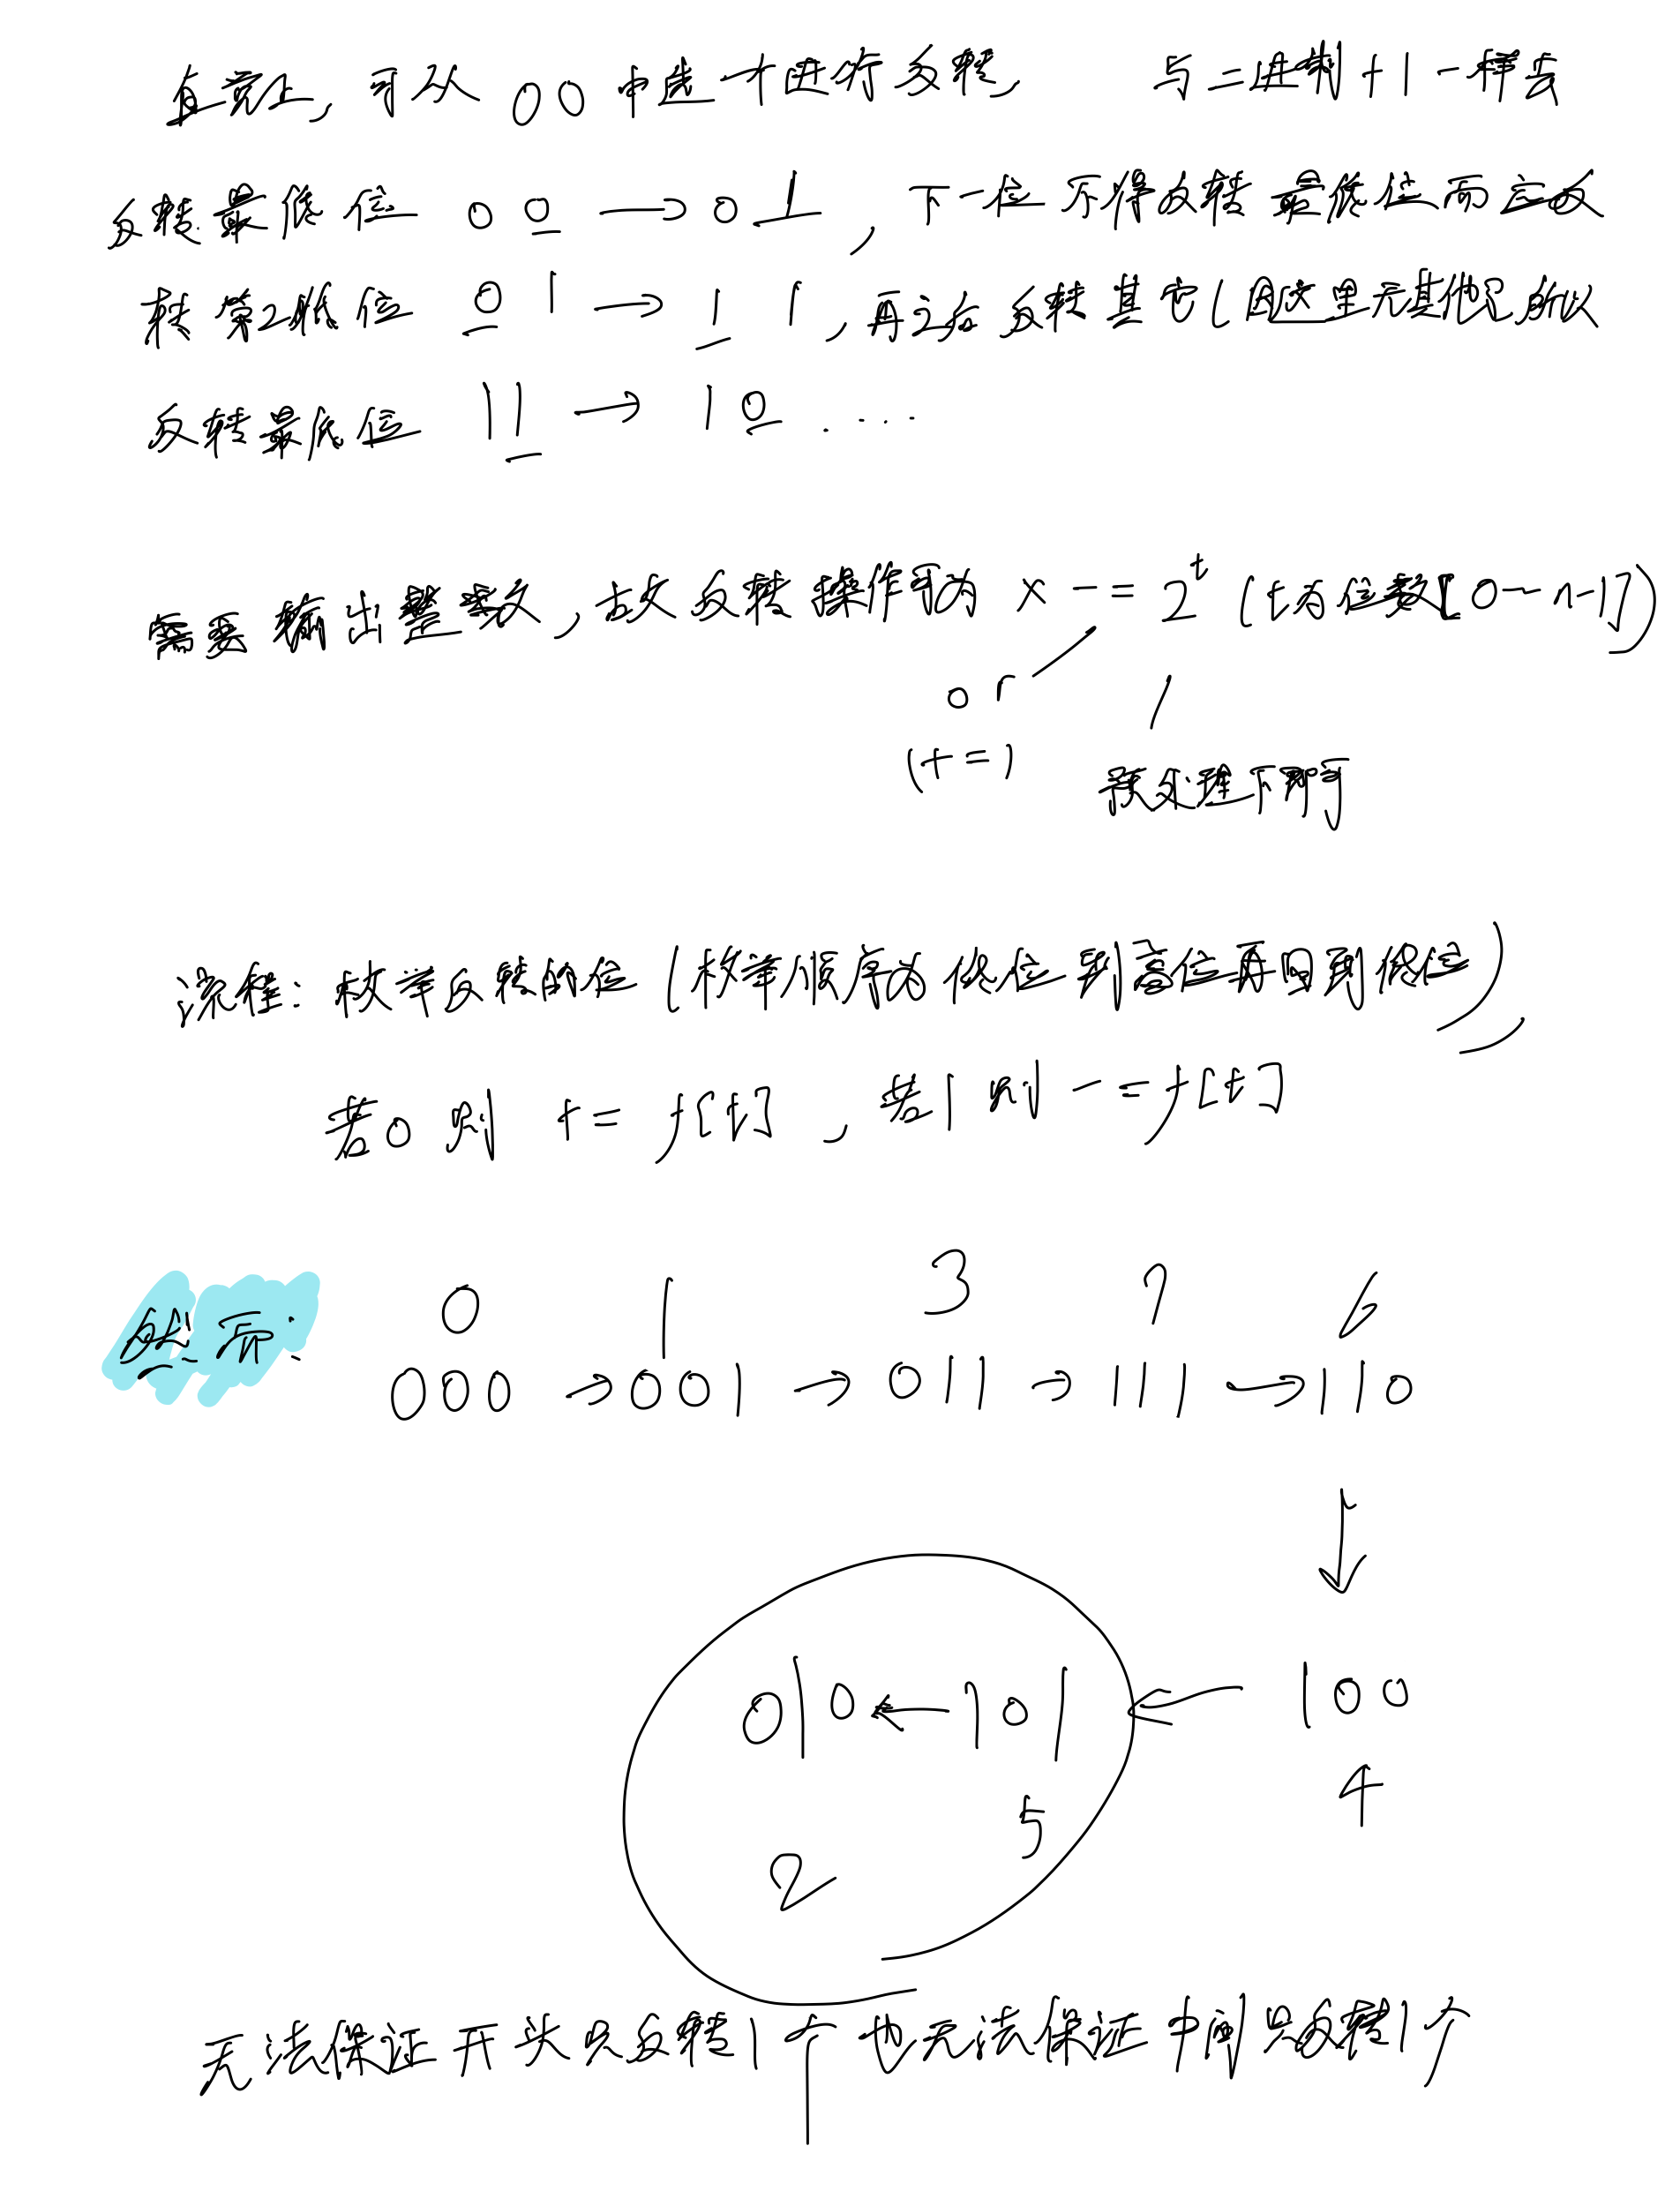 直觉上, 可从 00 中选一个进行反转, 与二进制+1一样去
反转最低位 00 → 01, 下一位不得反转最低位而应反
转第2低位 01 → 11, 再之后反转其它(因这里无其他足所以
反转最低位 11 → 10 ....
需要输出整数, 故反转操作可为 x -= 2^t (t为位数[0-n-1])
or
(+=) 预处理下即可
流程: 枚举反转的位 (枚举顺序为低位到高位再回到低位),
若0则 += f[t], 若1则 -= f[t]
0 1 3 7 6
然而: 000 → 001 → 011 → 111 → 110
↓
010 ← 101 ← 100
2 5 4
无法保证开头只反转1个 也无法保证中间只反转1个